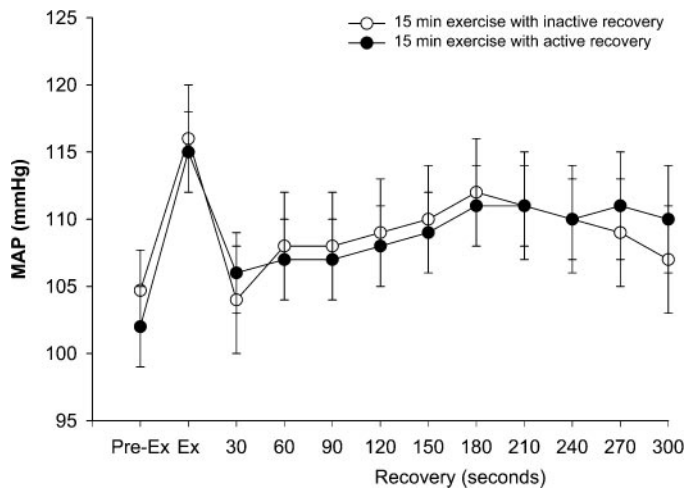 15 min exercise with inactive recovery
15 min exercise with active recovery
MAP (mmHg)
125
120
115
110
105
100
95
Pre-Ex Ex 30 60 90 120 150 180 210 240 270 300
Recovery (seconds)